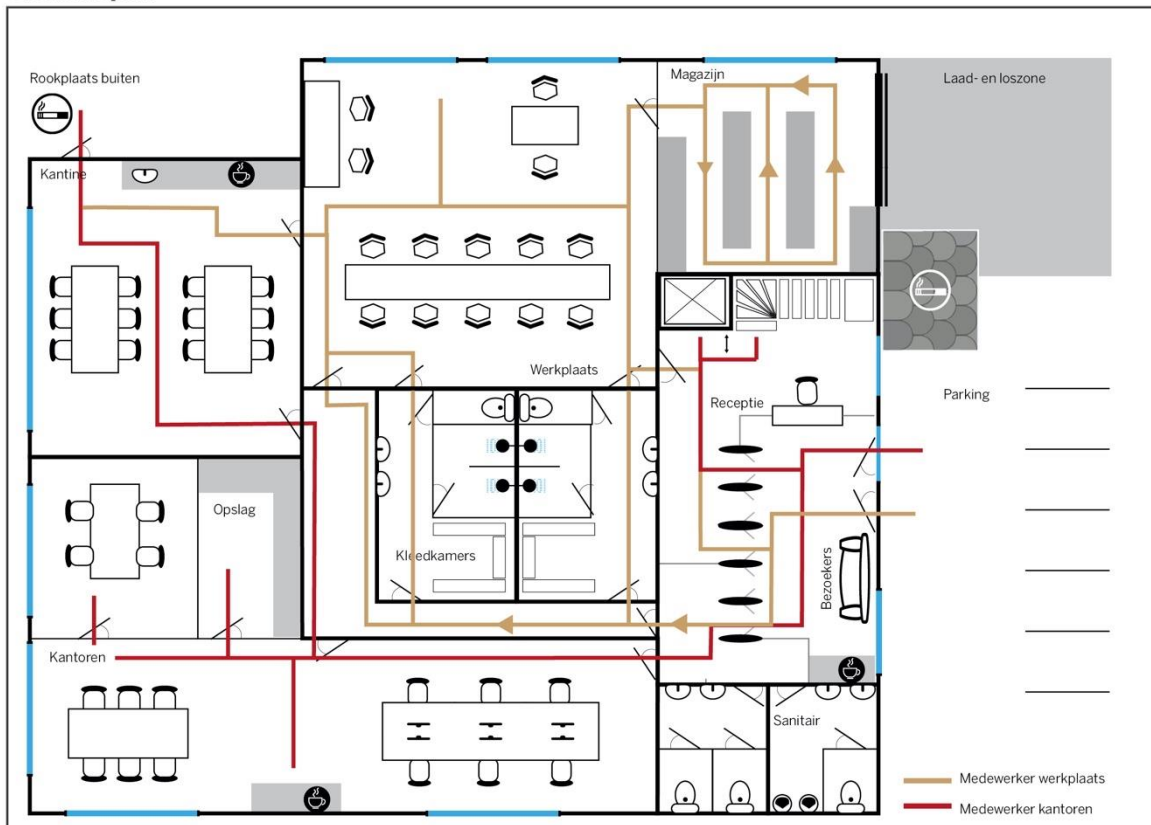 Rookplaats buiten
Magazijn
Laad- en loszone
Kantine
Werkplaats
Receptie
Parking
Opslag
Kleedkamers
Bezoekers
Kantoren
Sanitair
Medewerker werkplaats
Medewerker kantoren